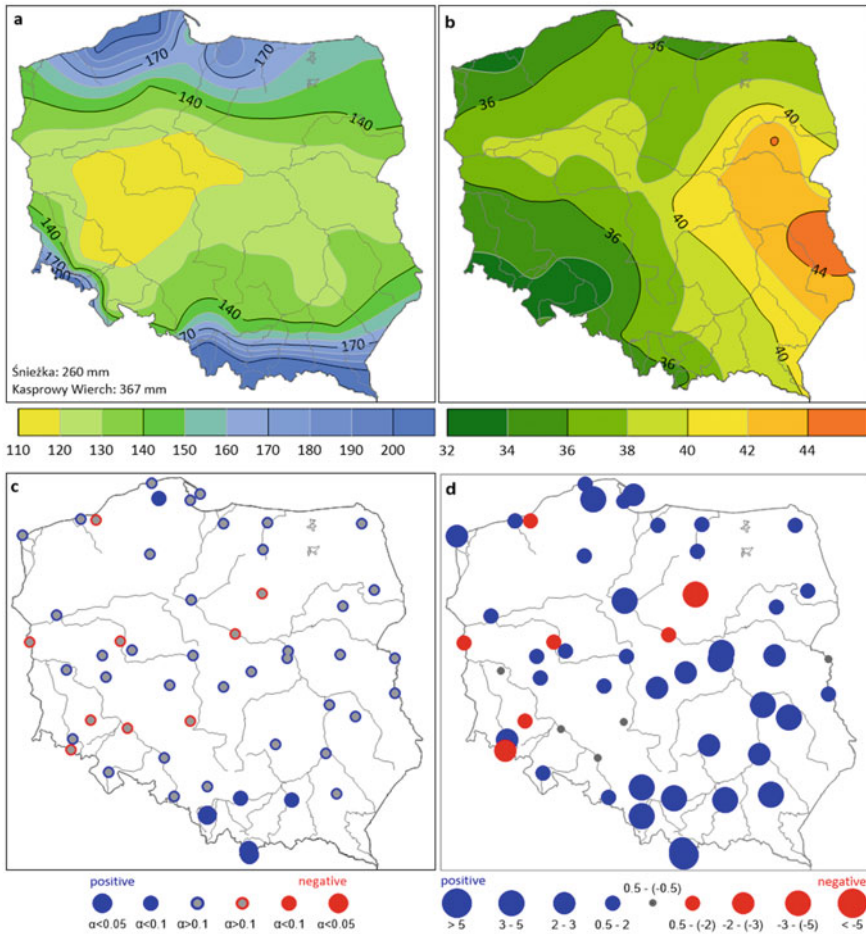 a
170
170
140
140
140
170
200
140
170
70
Śnieżka: 260 mm
Kasprowy Wierch: 367 mm
b
36
36
40
40
36
44
36
40
110 120 130 140 150 160 170 180 190 200
32 34 36 38 40 42 44
c
d
positive negative
α<0.05 α<0.1 α>0.1 α>0.1 α<0.1 α<0.05
positive 0.5 - (-0.5) negative
> 5 3 - 5 2 - 3 0.5 - 2 0.5 - (-2) -2 - (-3) -3 - (-5) < -5